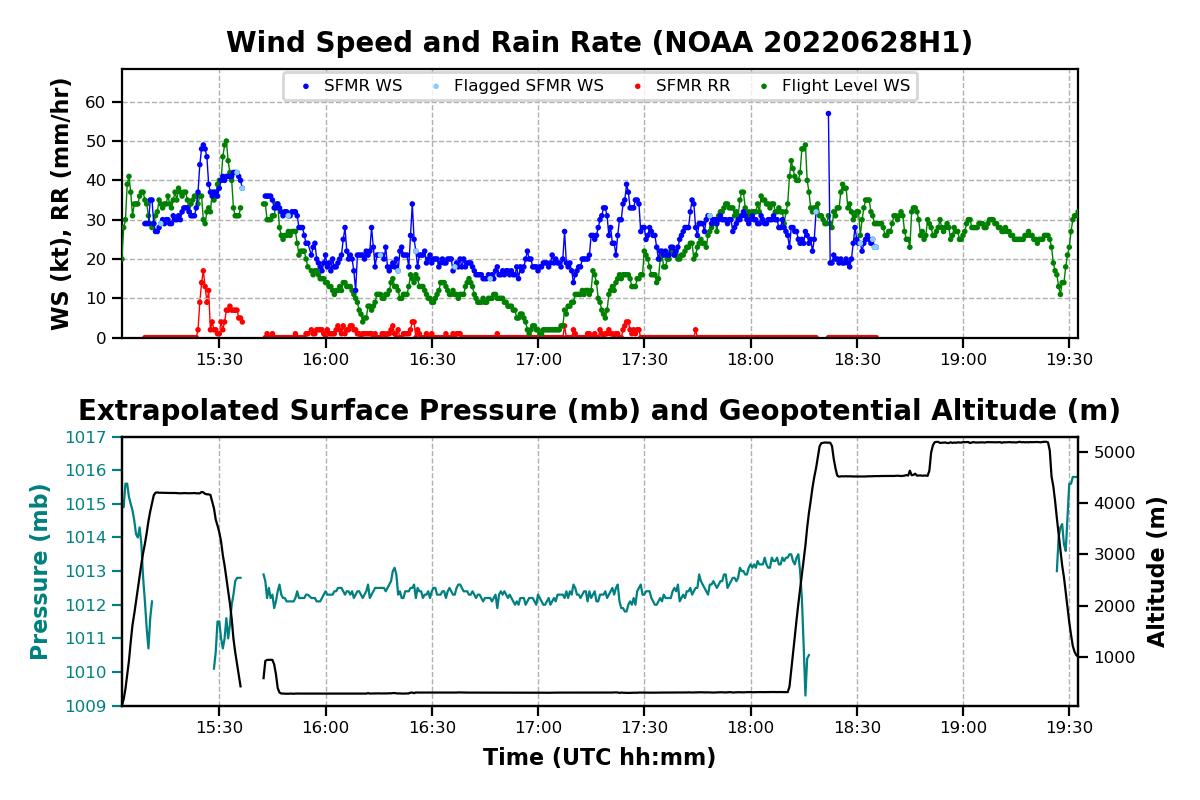 Wind Speed and Rain Rate (NOAA 20220628H1)
SFMR WS Flagged SFMR WS SFMR RR Flight Level WS
WS (kt), RR (mm/hr)
60
50
40
30
20
10
0
15:30 16:00 16:30 17:00 17:30 18:00 18:30 19:00 19:30
Extrapolated Surface Pressure (mb) and Geopotential Altitude (m)
Pressure (mb)
1017
1016
1015
1014
1013
1012
1011
1010
1009
5000
4000
3000
2000
1000
Altitude (m)
15:30 16:00 16:30 17:00 17:30 18:00 18:30 19:00 19:30
Time (UTC hh:mm)